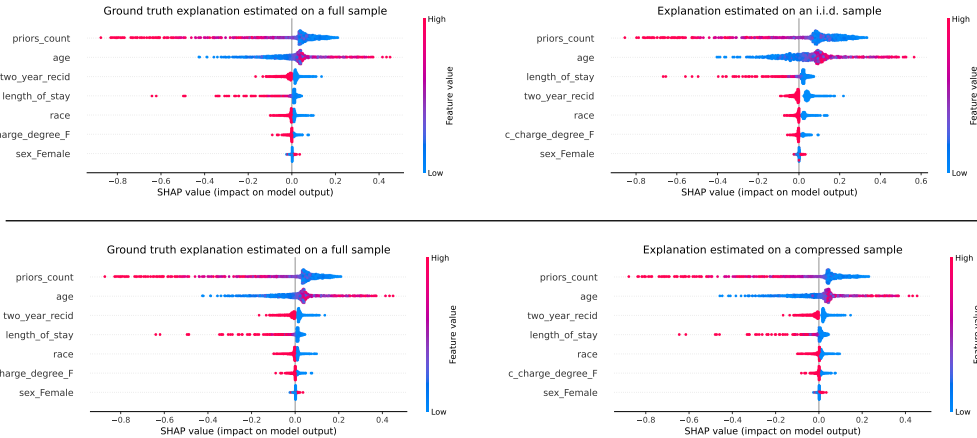 Ground truth explanation estimated on a full sample
High
priors_count
age
two_year_recid
length_of_stay
race
harge_degree_F
sex_Female
Feature value
Low
−0.8 −0.6 −0.4 −0.2 0.0 0.2 0.4
SHAP value (impact on model output)
Explanation estimated on an i.i.d. sample
High
priors_count
age
length_of_stay
two_year_recid
race
c_charge_degree_F
sex_Female
Feature value
Low
−0.8 −0.6 −0.4 −0.2 0.0 0.2 0.4 0.6
SHAP value (impact on model output)
Ground truth explanation estimated on a full sample
High
priors_count
age
two_year_recid
length_of_stay
race
harge_degree_F
sex_Female
Feature value
Low
−0.8 −0.6 −0.4 −0.2 0.0 0.2 0.4
SHAP value (impact on model output)
Explanation estimated on a compressed sample
High
priors_count
age
two_year_recid
length_of_stay
race
c_charge_degree_F
sex_Female
Feature value
Low
−0.8 −0.6 −0.4 −0.2 0.0 0.2 0.4
SHAP value (impact on model output)